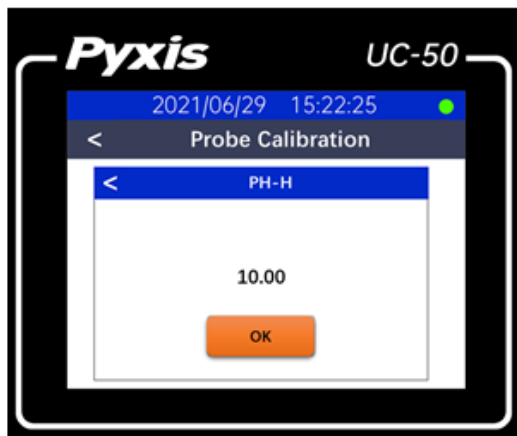 Pyxis UC-50
2021/06/29 15:22:25
< Probe Calibration
< PH-H
10.00
OK